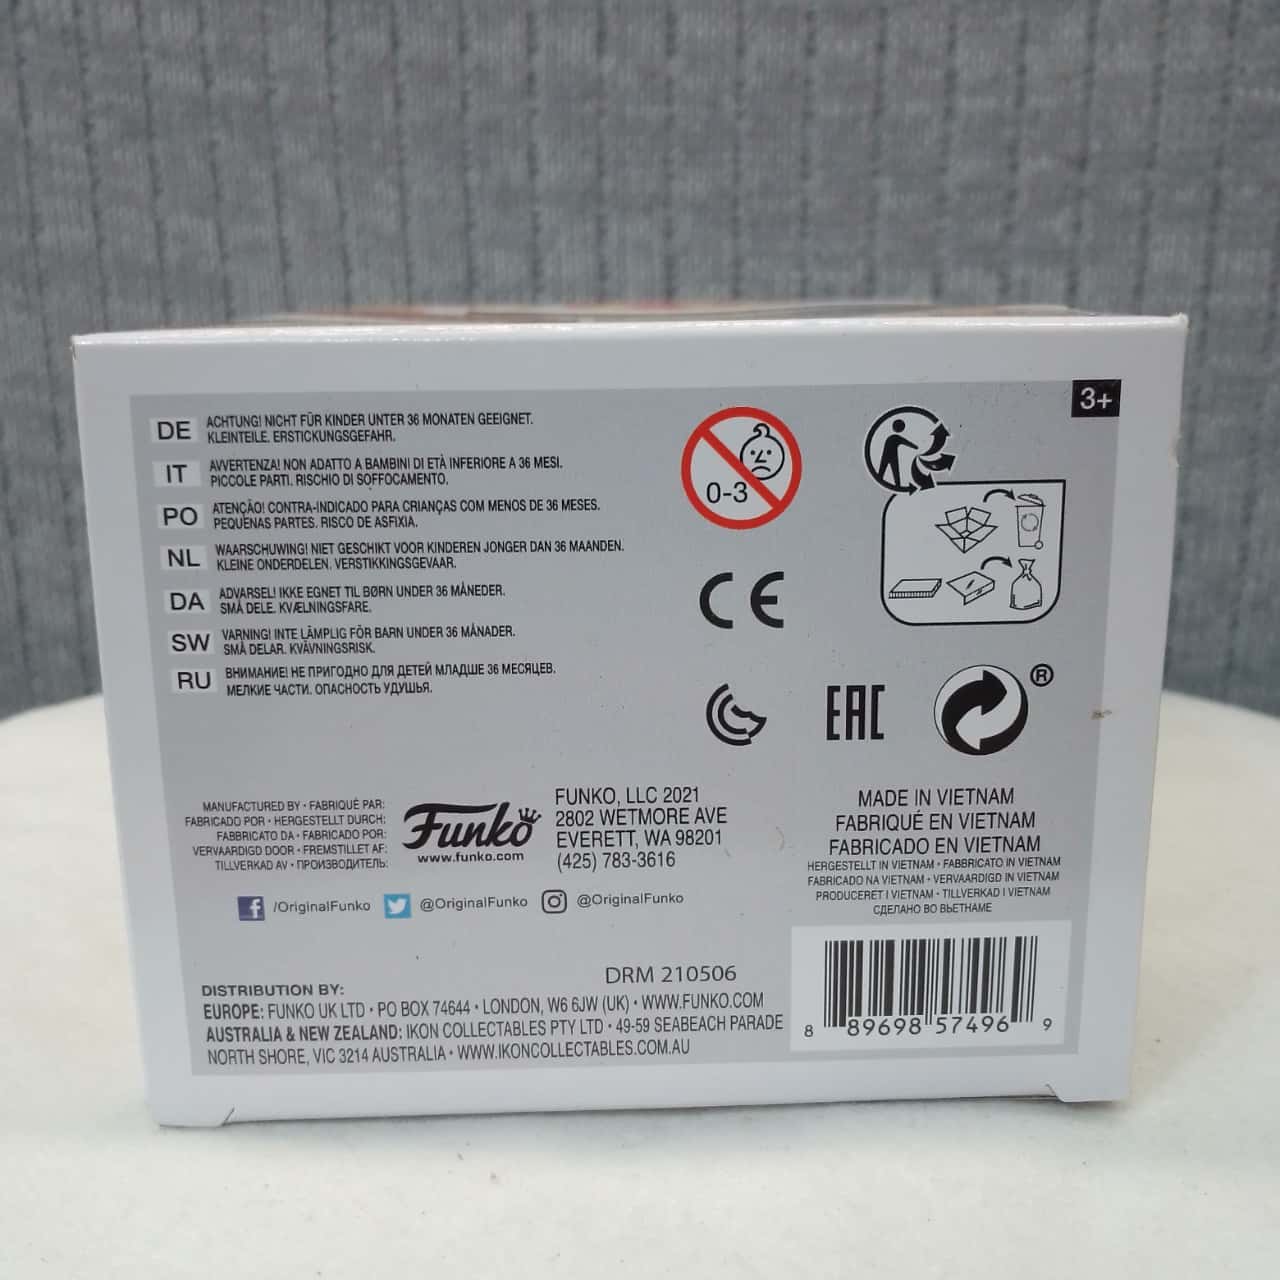 3+
DE ACHTUNG! NICHT FÜR KINDER UNTER 36 MONATEN GEEIGNET.
KLEINTEILE. ERSTICKUNGSGEFAHR.
IT AVVERTENZA! NON ADATTO A BAMBINI DI ETÀ INFERIORE A 36 MESI.
PICCOLE PARTI. RISCHIO DI SOFFOCAMENTO.
PO ATENÇÃO! CONTRA-INDICADO PARA CRIANÇAS COM MENOS DE 36 MESES.
PEQUENAS PARTES. RISCO DE ASFIXIA.
NL WAARSCHUWING! NIET GESCHIKT VOOR KINDEREN JONGER DAN 36 MAANDEN.
KLEINE ONDERDELEN. VERSTIKKINGSGEVAAR.
DA ADVARSEL! IKKE EGNET TIL BØRN UNDER 36 MÅNEDER.
SMÅ DELE. KVÆLNINGSFARE.
SW VARNING! INTE LÄMPLIG FÖR BARN UNDER 36 MÅNADER.
SMÅ DELAR. KVÄVNINGSRISK.
RU ВНИМАНИЕ! НЕ ПРИГОДНО ДЛЯ ДЕТЕЙ МЛАДШЕ 36 МЕСЯЦЕВ.
МЕЛКИЕ ЧАСТИ. ОПАСНОСТЬ УДУШЬЯ.
0-3
CE
EAC
®
MANUFACTURED BY • FABRIQUÉ PAR:
FABRICADO POR • HERGESTELLT DURCH:
FABBRICATO DA • FABRICADO POR:
VERVAARDIGD DOOR • FREMSTILLET AF:
TILLVERKAD AV • ПРОИЗВОДИТЕЛЬ:
Funko
www.funko.com
FUNKO, LLC 2021
2802 WETMORE AVE
EVERETT, WA 98201
(425) 783-3616
MADE IN VIETNAM
FABRIQUÉ EN VIETNAM
FABRICADO EN VIETNAM
HERGESTELLT IN VIETNAM • FABBRICATO IN VIETNAM
FABRICADO NA VIETNAM • VERVAARDIGD IN VIETNAM
PRODUCERET I VIETNAM • TILLVERKAD I VIETNAM
СДЕЛАНО ВО ВЬЕТНАМЕ
f /OriginalFunko @OriginalFunko @OriginalFunko
DRM 210506
DISTRIBUTION BY:
EUROPE: FUNKO UK LTD • PO BOX 74644 • LONDON, W6 6JW (UK) • WWW.FUNKO.COM
AUSTRALIA & NEW ZEALAND: IKON COLLECTABLES PTY LTD • 49-59 SEABEACH PARADE
NORTH SHORE, VIC 3214 AUSTRALIA • WWW.IKONCOLLECTABLES.COM.AU
8 89698 57496 9